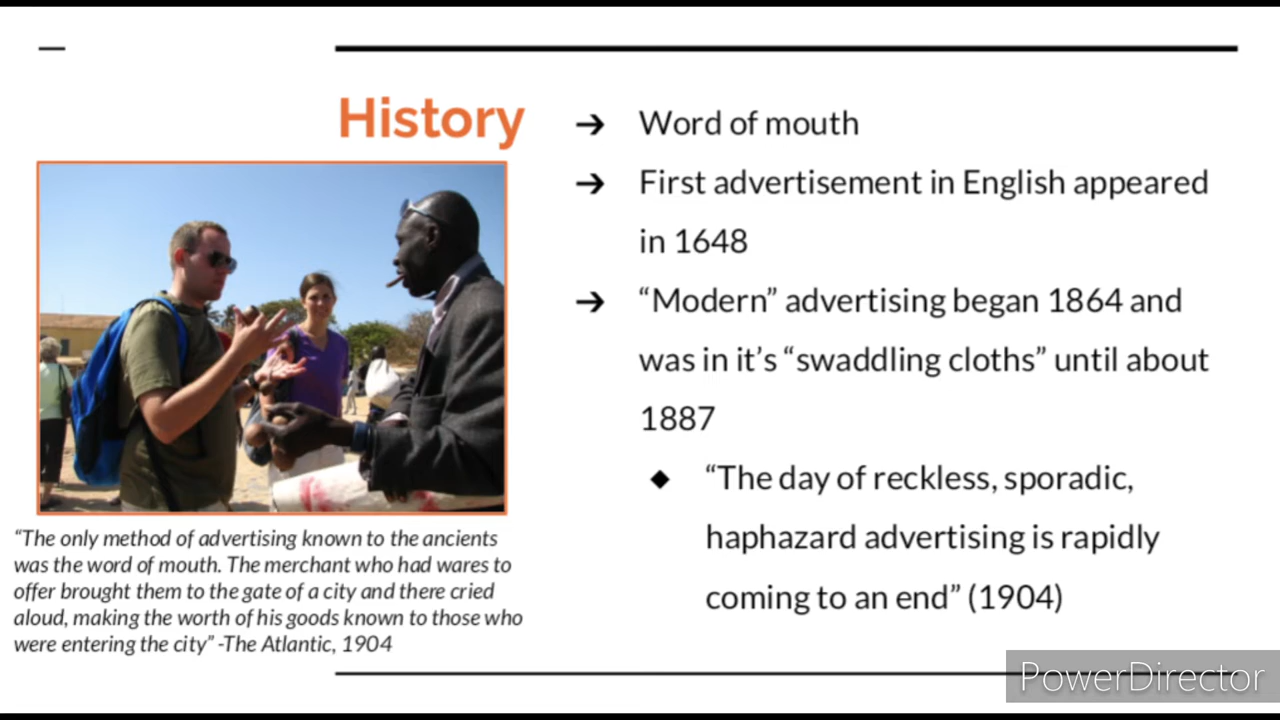 History
Word of mouth
First advertisement in English appeared
in 1648
“Modern” advertising began 1864 and
was in it’s “swaddling cloths” until about
1887
“The day of reckless, sporadic,
haphazard advertising is rapidly
coming to an end” (1904)
“The only method of advertising known to the ancients
was the word of mouth. The merchant who had wares to
offer brought them to the gate of a city and there cried
aloud, making the worth of his goods known to those who
were entering the city” -The Atlantic, 1904
PowerDirector